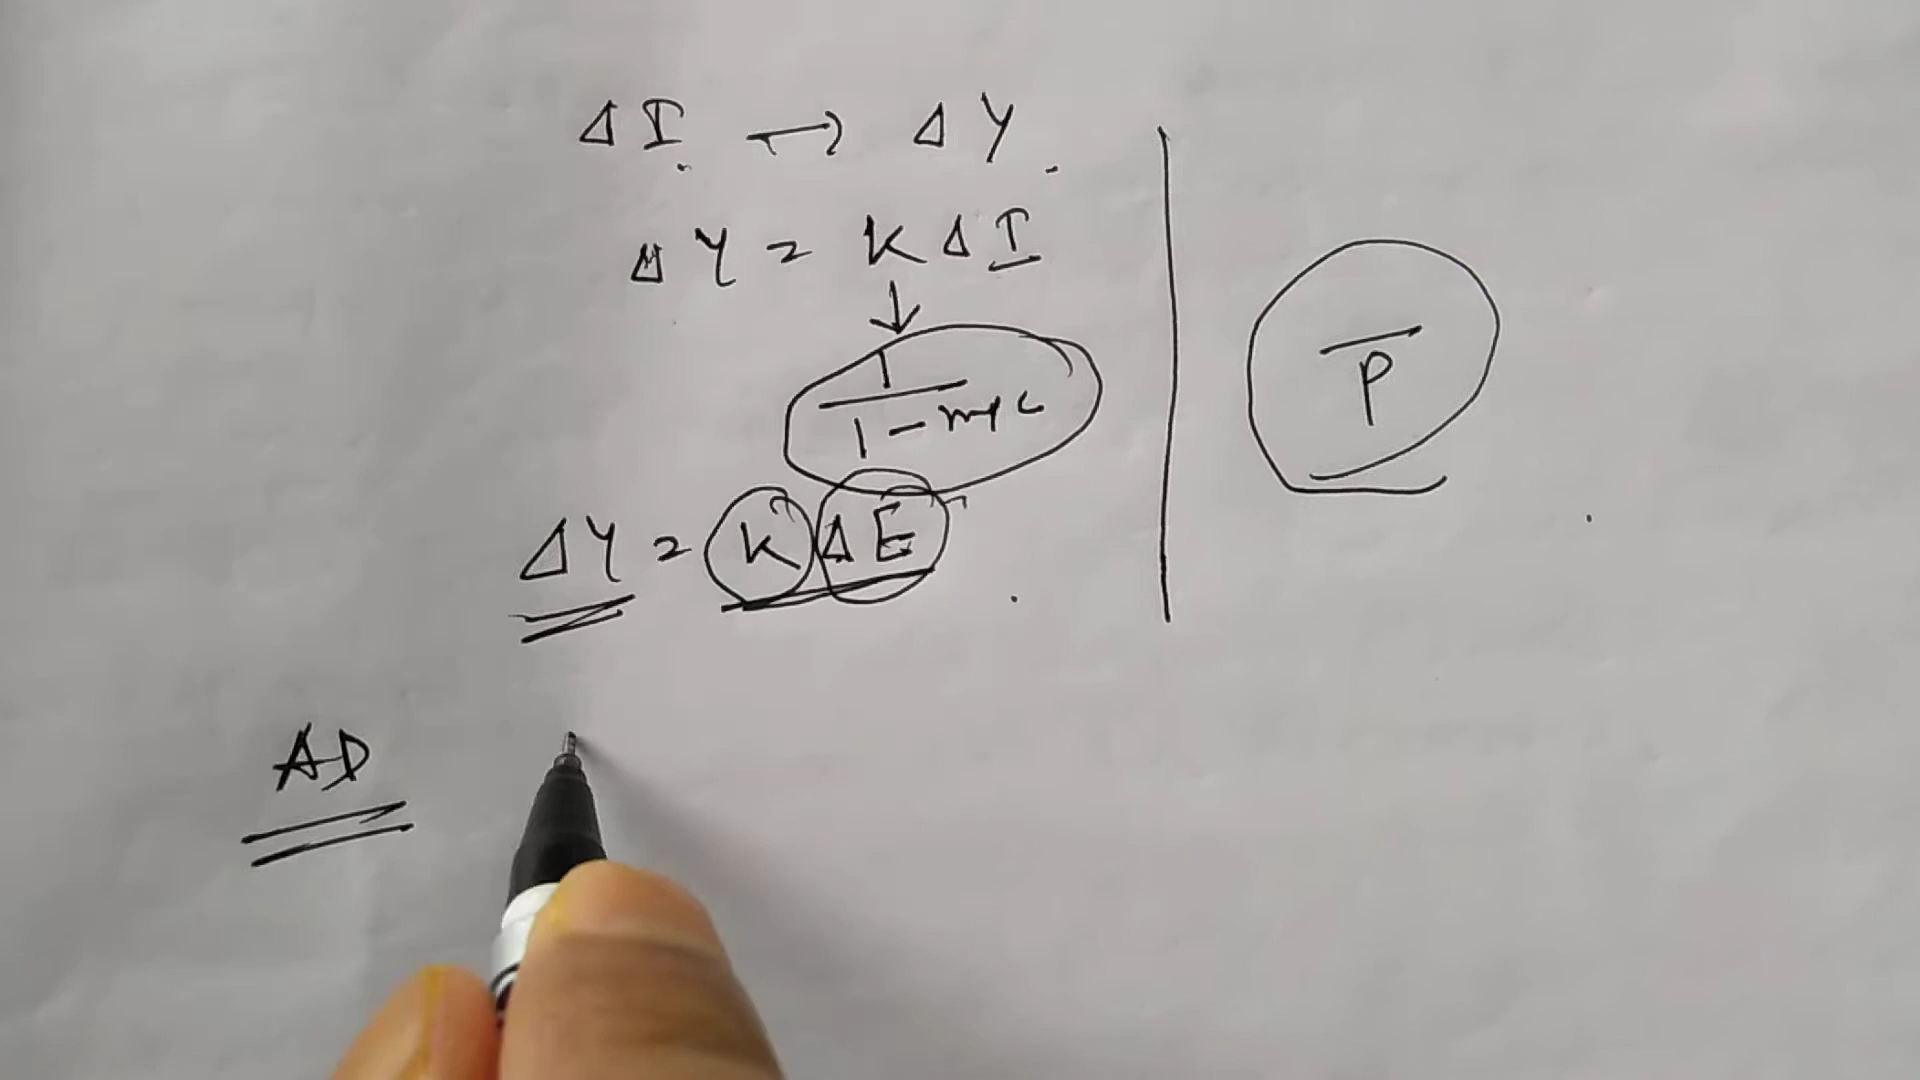 ΔI → ΔY
ΔY = KΔI
↓
1
1 - mpc
ΔY = KΔE
P̅
AD